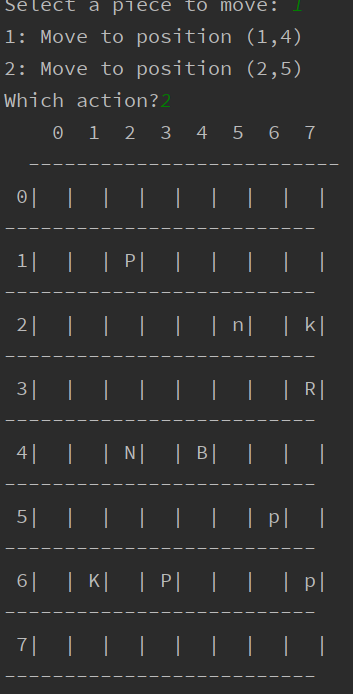 Select a piece to move: 1
1: Move to position (1,4)
2: Move to position (2,5)
Which action?2
    0  1  2  3  4  5  6  7
  --------------------------
 0|  |  |  |  |  |  |  |  |
--------------------------
 1|  |  | P|  |  |  |  |  |
--------------------------
 2|  |  |  |  |  | n|  | k|
--------------------------
 3|  |  |  |  |  |  |  | R|
--------------------------
 4|  |  | N|  | B|  |  |  |
--------------------------
 5|  |  |  |  |  |  | p|  |
--------------------------
 6|  | K|  | P|  |  |  | p|
--------------------------
 7|  |  |  |  |  |  |  |  |
--------------------------